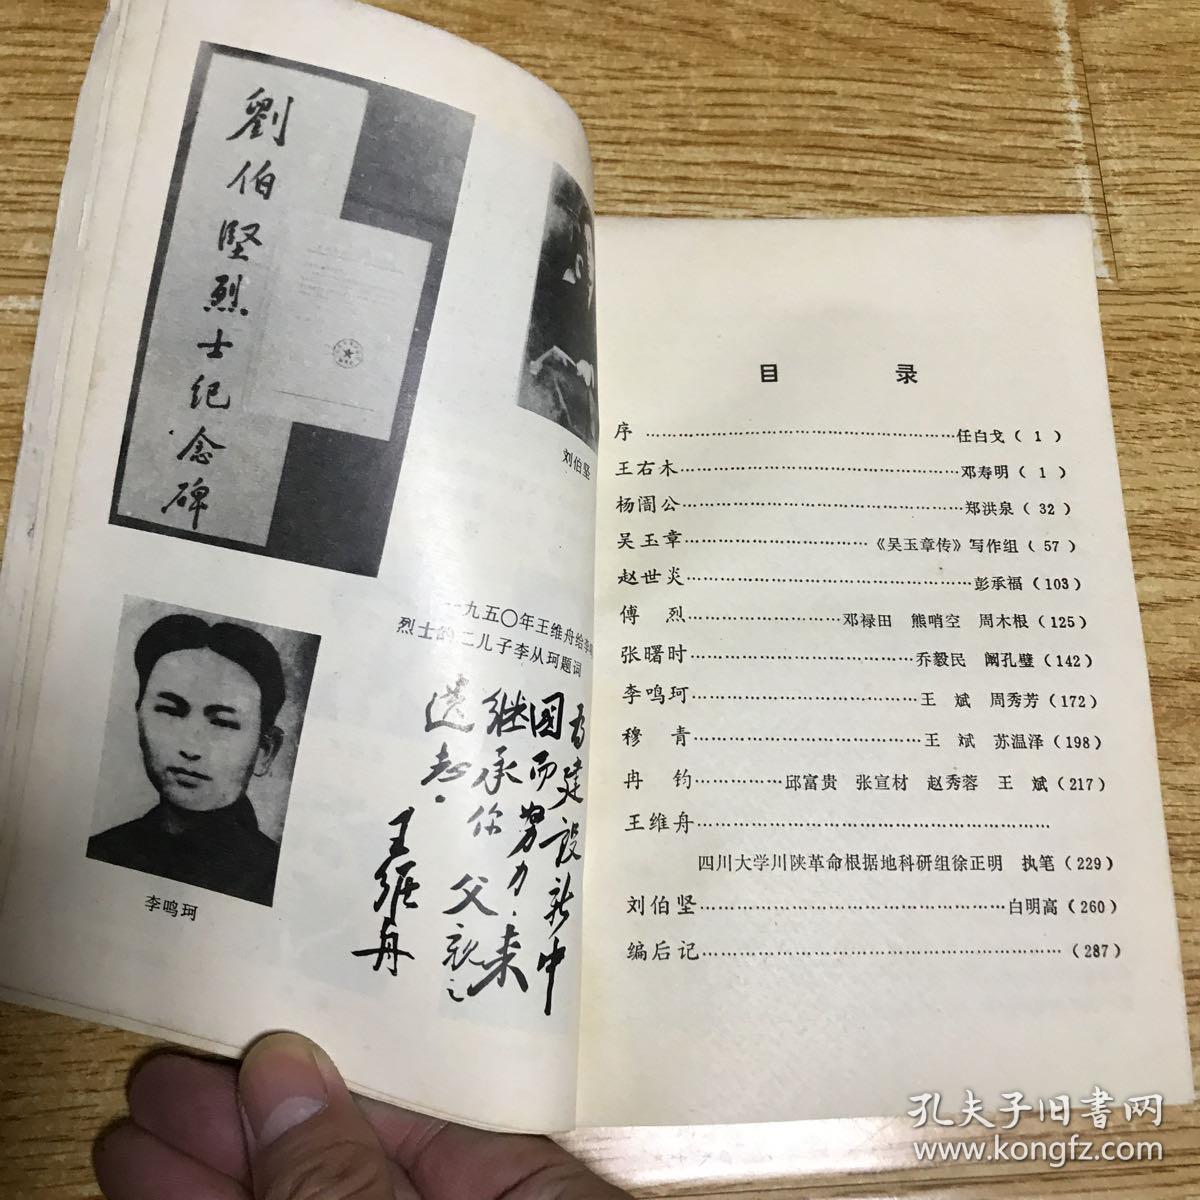 劉伯堅烈士纪念碑
刘伯坚
一九五〇年王维舟给李鸣
烈士的二儿子李从珂题词
为建设新中
国而努力.来
继承你父亲之
遗志.
王维舟
李鸣珂
目 录
序 ………………………………………任白戈（ 1 ）
王右木………………………………………邓寿明（ 1 ）
杨闇公………………………………………郑洪泉（ 32 ）
吴玉章…………………………《吴玉章传》写作组（ 57 ）
赵世炎………………………………………彭承福（103）
傅 烈…………………邓禄田 熊哨空 周木根（125）
张曙时……………………………乔毅民 阚孔璧（142）
李鸣珂……………………………王 斌 周秀芳（172）
穆 青……………………………王 斌 苏温泽（198）
冉 钧……………邱富贵 张宣材 赵秀蓉 王 斌（217）
王维舟…………………………………………
四川大学川陕革命根据地科研组徐正明 执笔（229）
刘伯坚………………………………………白明高（260）
编后记…………………………………………（287）
孔夫子旧書网
www.kongfz.com